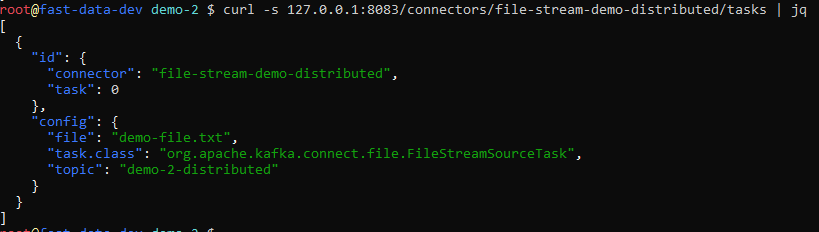 root@fast-data-dev demo-2 $ curl -s 127.0.0.1:8083/connectors/file-stream-demo-distributed/tasks | jq
[
  {
    "id": {
      "connector": "file-stream-demo-distributed",
      "task": 0
    },
    "config": {
      "file": "demo-file.txt",
      "task.class": "org.apache.kafka.connect.file.FileStreamSourceTask",
      "topic": "demo-2-distributed"
    }
  }
]
root@fast-data-dev demo-2 $